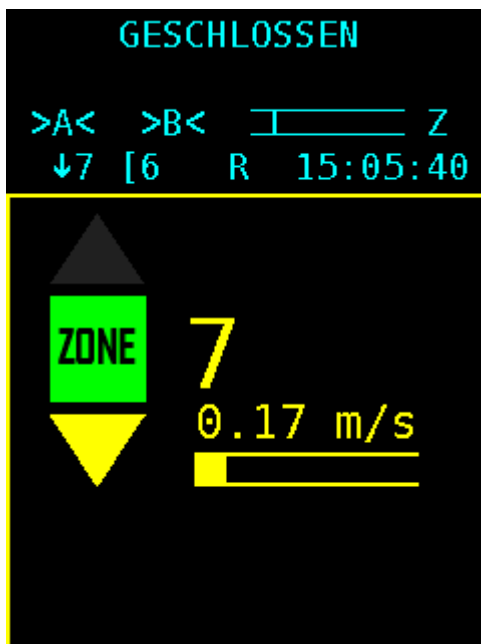 GESCHLOSSEN
>A< >B< Z
↓7 [6 R 15:05:40
ZONE
7
0.17 m/s